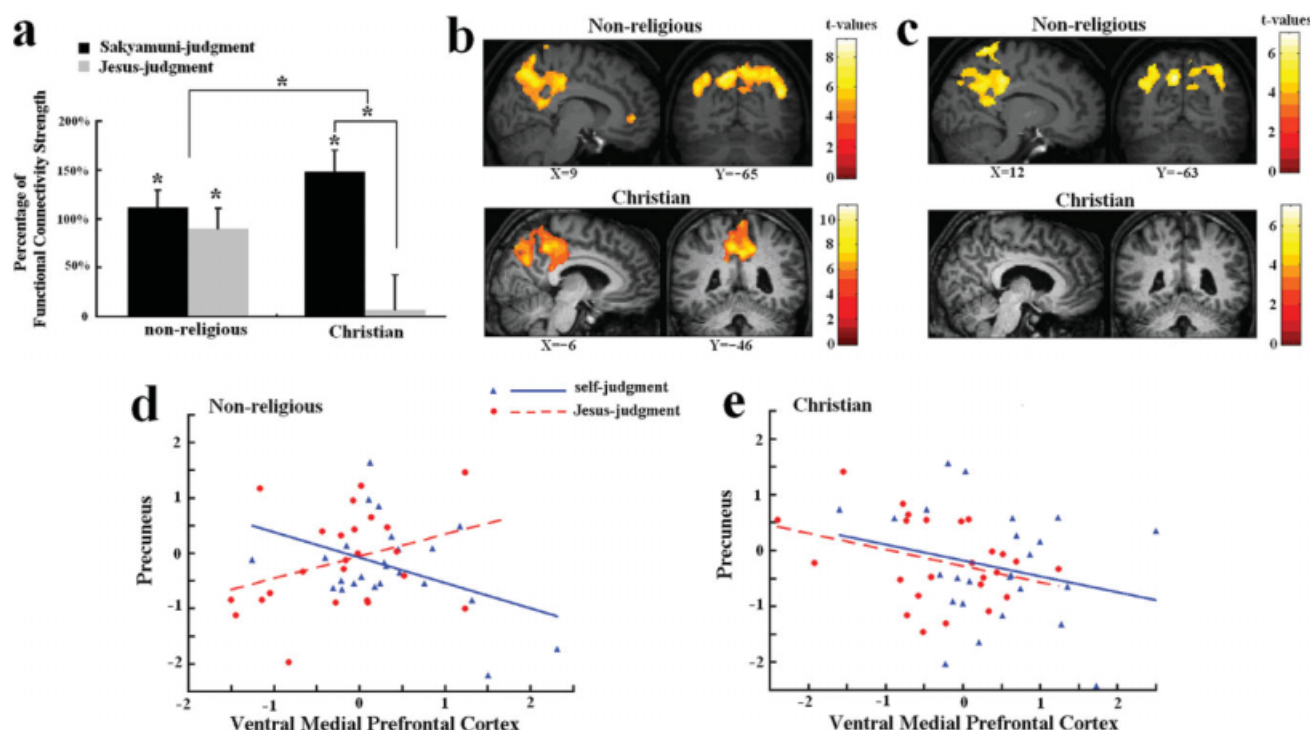 a
Sakyamuni-judgment
Jesus-judgment
*
*
*
*
*
Percentage of
Functional Connectivity Strength
200%
150%
100%
50%
0
non-religious
Christian
b
Non-religious
t-values
8
6
4
2
0
X=9
Y=-65
Christian
10
8
6
4
2
0
X=-6
Y=-46
c
Non-religious
t-values
6
4
2
0
X=12
Y=-63
Christian
6
4
2
0
self-judgment
Jesus-judgment
d
Non-religious
Precuneus
2
1
0
-1
-2
-2
-1
0
1
2
Ventral Medial Prefrontal Cortex
e
Christian
Precuneus
2
1
0
-1
-2
-2
-1
0
1
2
Ventral Medial Prefrontal Cortex